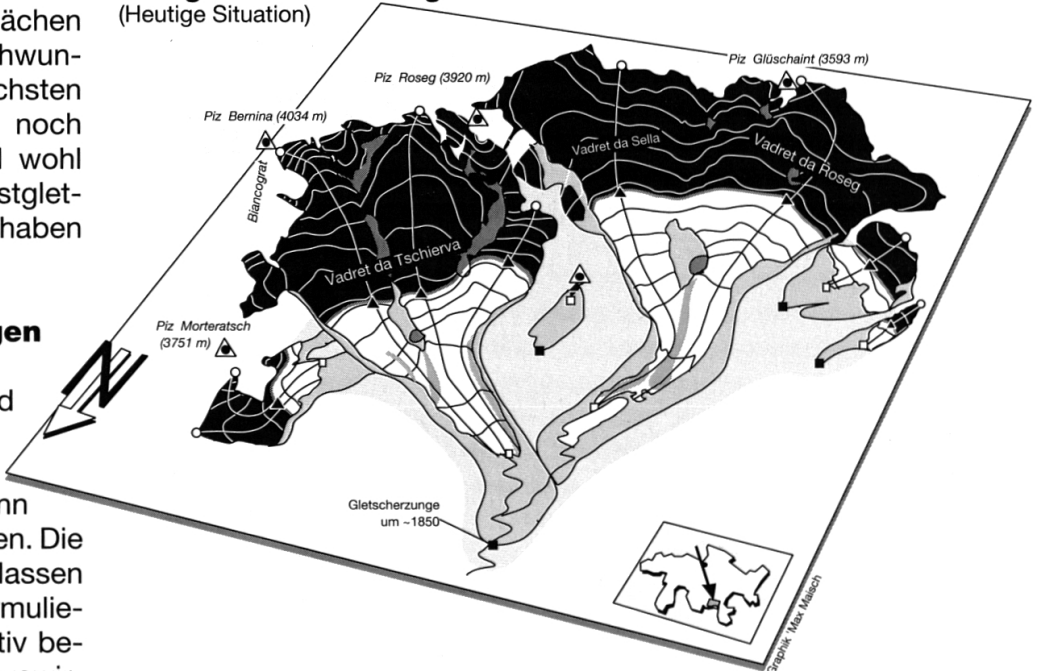 ächen
hwun-
chsten
noch
wohl
stglet-
haben
gen
d
nn
en. Die
lassen
mulie-
tiv be-
(Heutige Situation)
Piz Glüschaint (3593 m)
Piz Roseg (3920 m)
Piz Bernina (4034 m)
Biancograt
Vadret da Sella
Vadret da Roseg
Vadret da Tschierva
Piz Morteratsch
(3751 m)
N
Gletscherzunge
um ~1850
Graphik 'Max Maisch